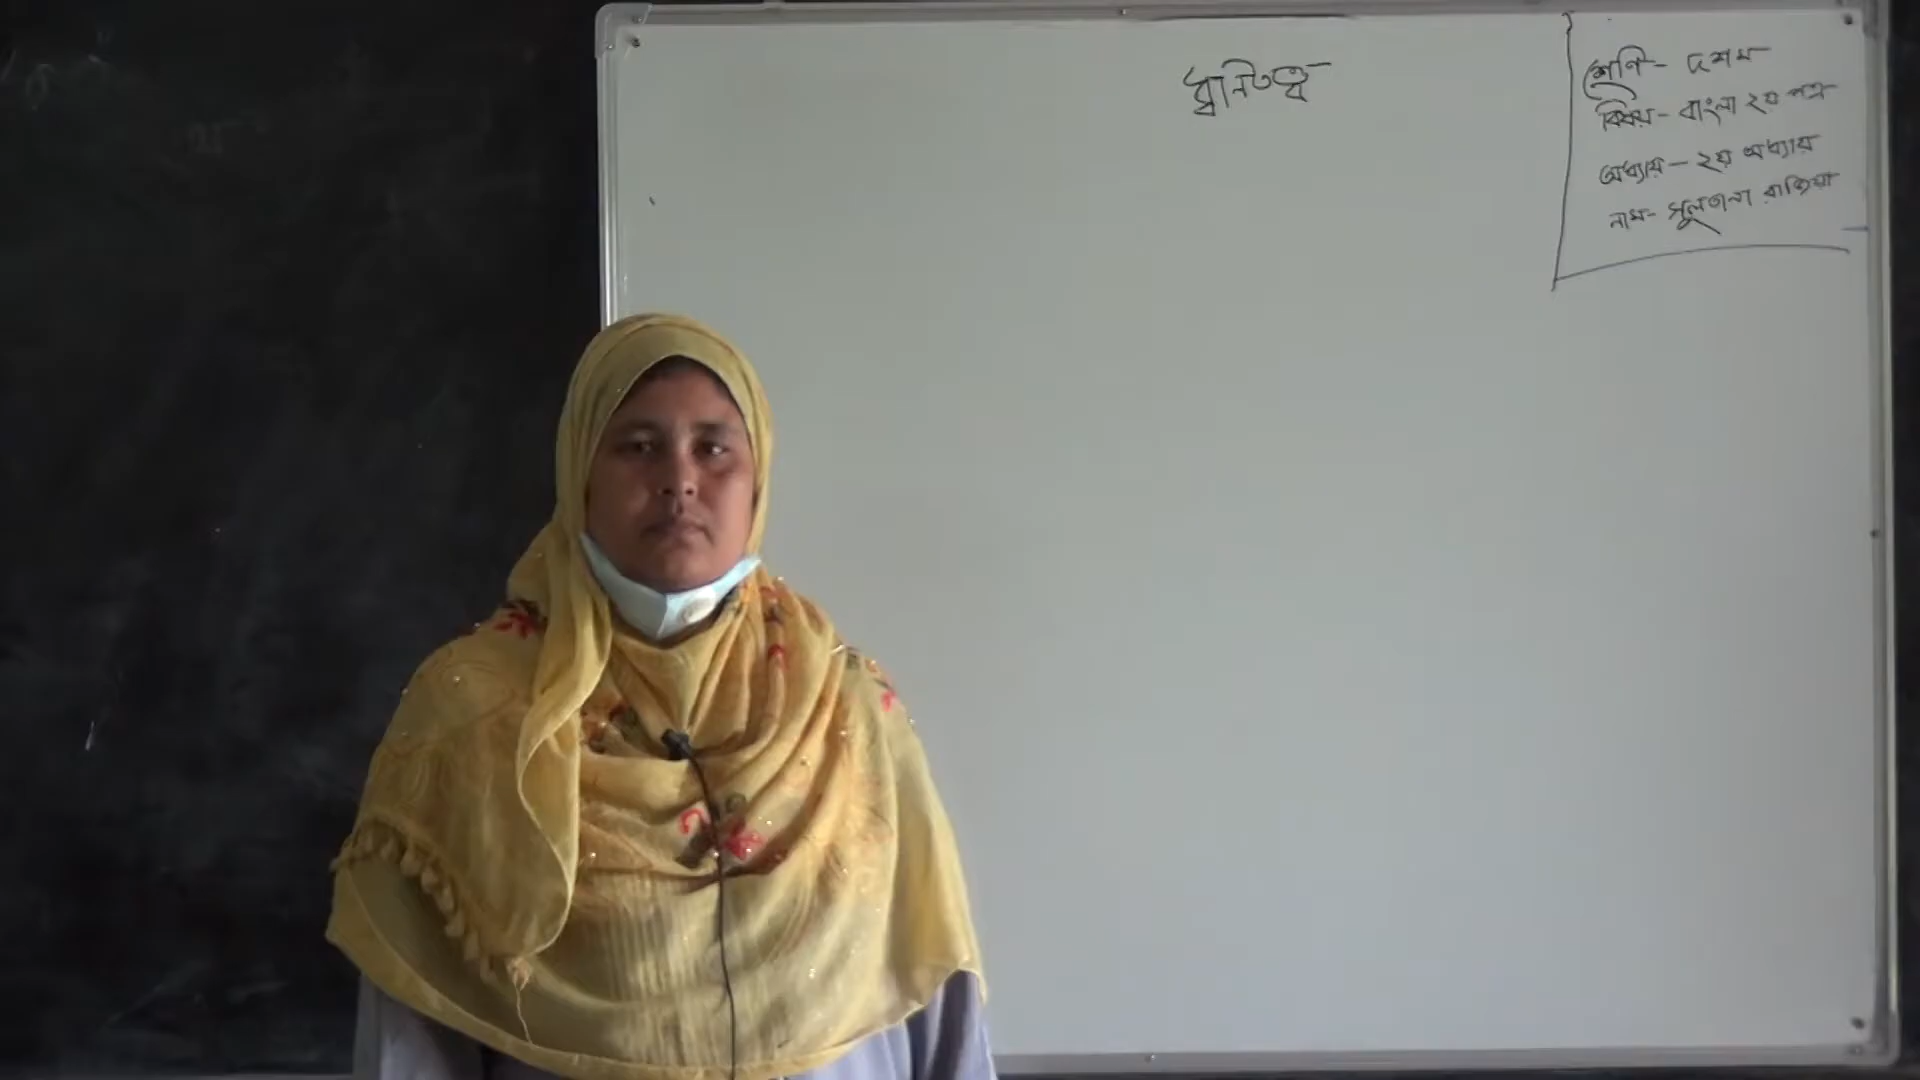 ধ্বনিতত্ত্ব
শ্রেণি - দশম
বিষয় - বাংলা ২য় পত্র
অধ্যায় - ২য় অধ্যায়
নাম - সুলতানা রাজিয়া